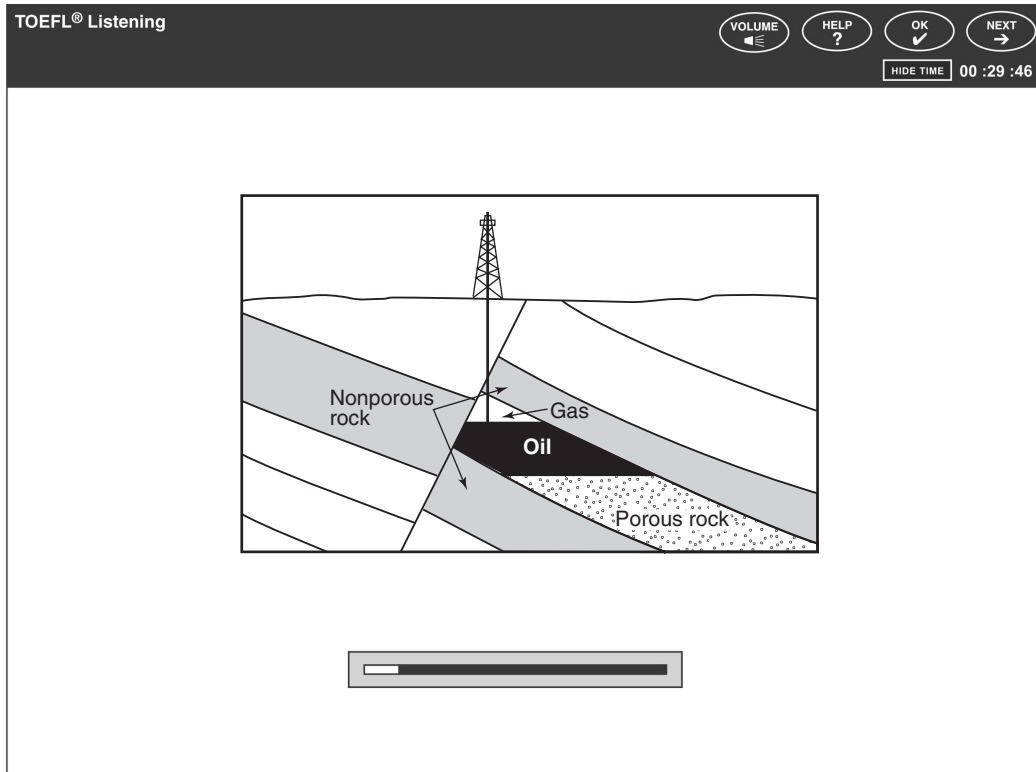 TOEFL® Listening
VOLUME
HELP
?
OK
NEXT
HIDE TIME 00 :29 :46
Nonporous
rock
Gas
Oil
Porous rock